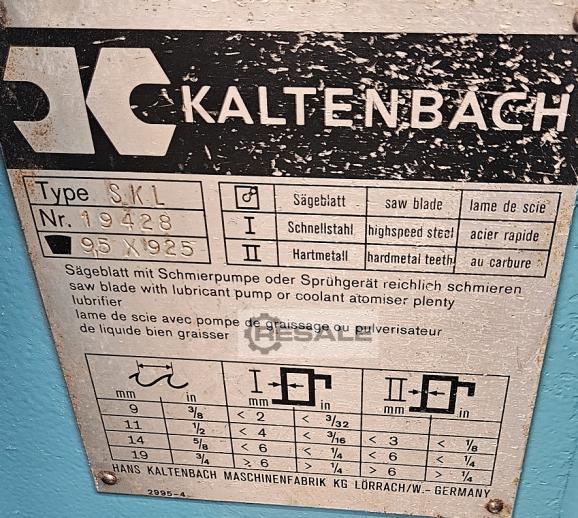 KALTENBACH
Type SKL
Nr. 19428
9,5 X 925
Sägeblatt saw blade lame de scie
I Schnellstahl highspeed steel acier rapide
II Hartmetall hardmetal teeth au carbure
Sägeblatt mit Schmierpumpe oder Sprühgerät reichlich schmieren
saw blade with lubricant pump or coolant atomiser plenty
lubrifier
lame de scie avec pompe de graissage ou pulverisateur
de liquide bien graisser
RESALE
mm in I mm in II mm in
9 3/8 < 2 < 3/32
11 1/2 < 4 < 3/16 < 3 < 1/8
14 5/8 < 6 < 1/4 < 6 < 1/4
19 3/4 > 6 > 1/4 > 6 > 1/4
HANS KALTENBACH MASCHINENFABRIK KG LÖRRACH/W.- GERMANY
2995-4